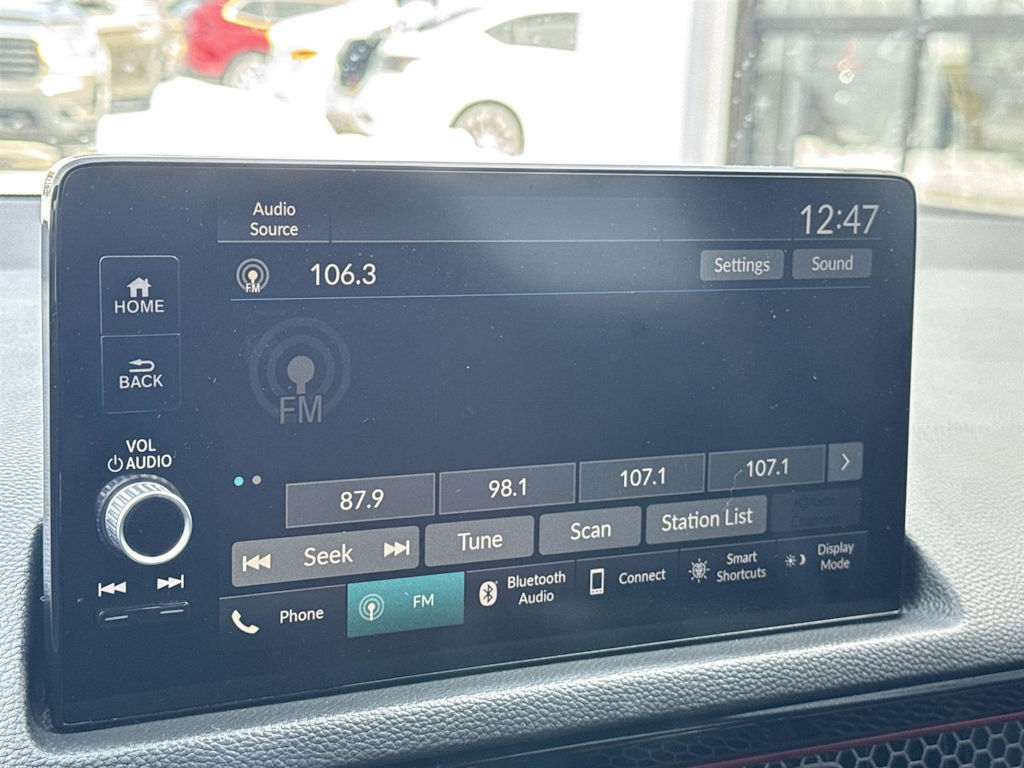 Audio
Source
12:47
FM
106.3
Settings
Sound
HOME
BACK
FM
VOL
AUDIO
87.9
98.1
107.1
107.1
Seek
Tune
Scan
Station List
Phone
FM
Bluetooth
Audio
Connect
Smart
Shortcuts
Display
Mode